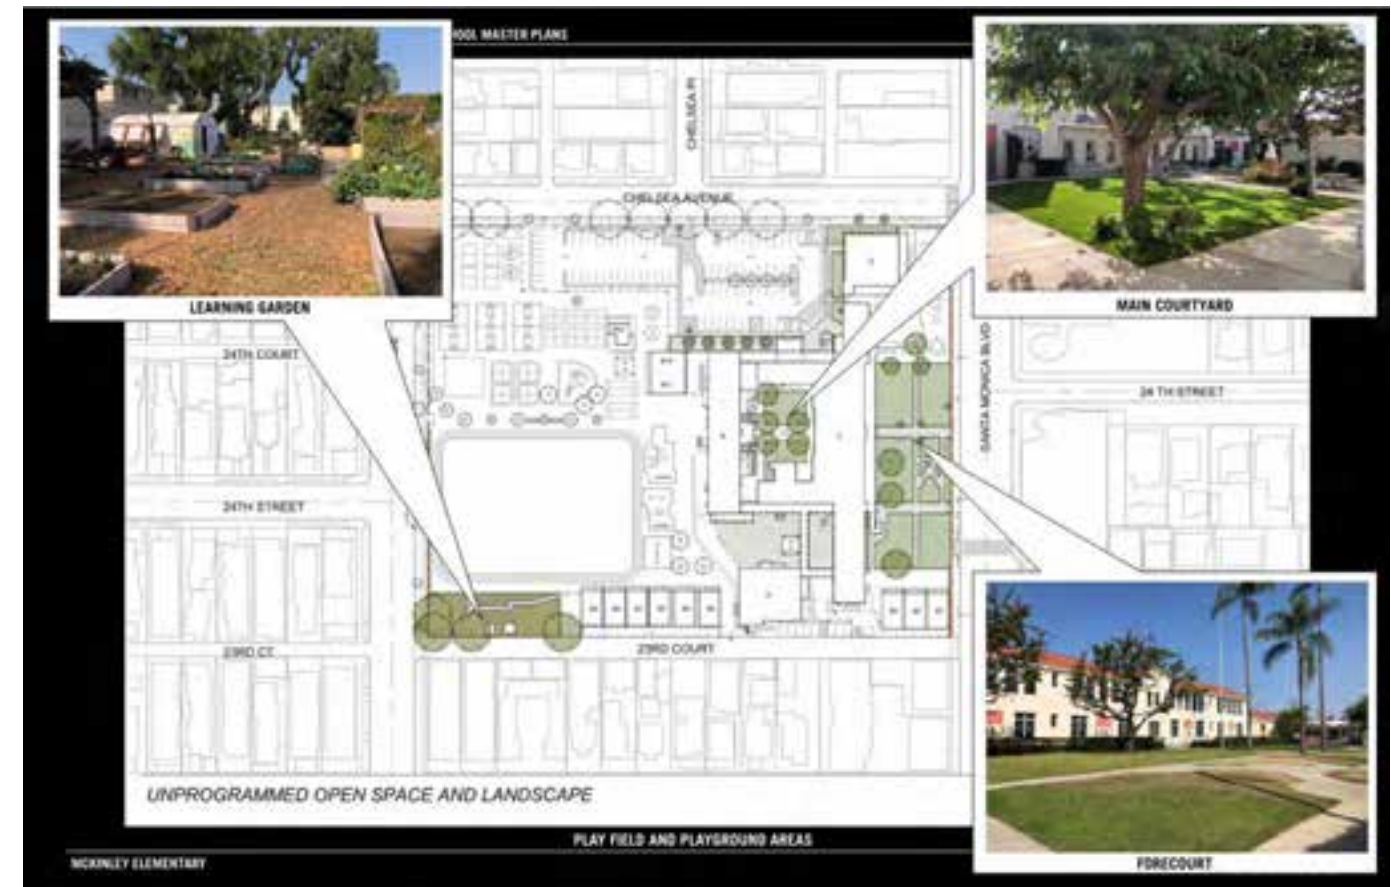 HOOL MASTER PLANS
LEARNING GARDEN
MAIN COURTYARD
CHELSEA PL
CHELSEA AVENUE
24TH COURT
SANTA MONICA BLVD
24 TH STREET
24TH STREET
23RD CT.
23RD COURT
UNPROGRAMMED OPEN SPACE AND LANDSCAPE
PLAY FIELD AND PLAYGROUND AREAS
MCKINLEY ELEMENTARY
FORECOURT